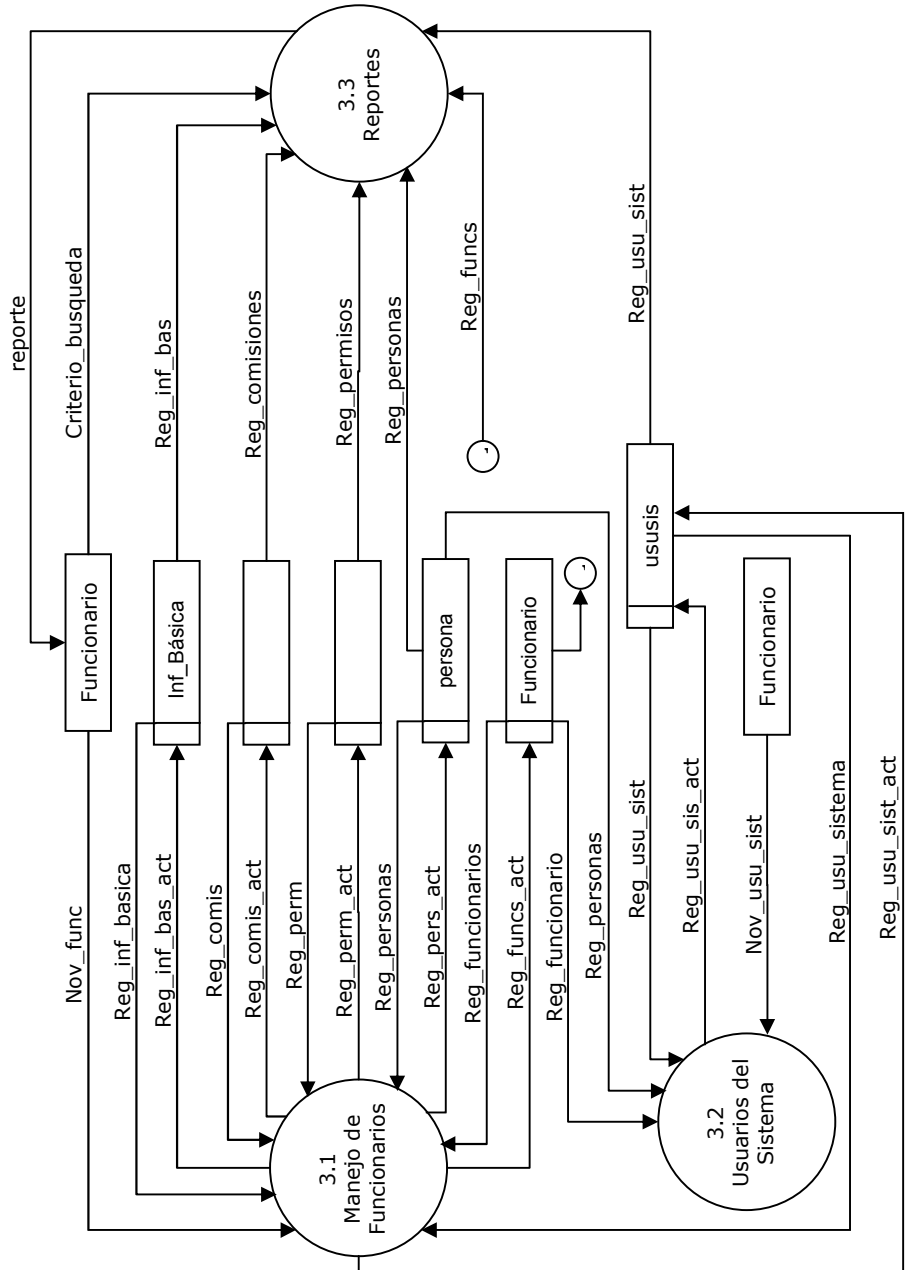 reporte
Funcionario
Criterio_busqueda
Nov_func
Inf_Básica
Reg_inf_bas
Reg_inf_basica
Reg_inf_bas_act
Reg_comisiones
Reg_comis
Reg_comis_act
Reg_permisos
Reg_perm
Reg_perm_act
persona
Reg_personas
Reg_personas
Reg_pers_act
Funcionario
Reg_funcs
Reg_funcionarios
Reg_funcs_act
Reg_funcionario
Reg_personas
3.1
Manejo de
Funcionarios
3.3
Reportes
ususis
Reg_usu_sist
Reg_usu_sist
Reg_usu_sis_act
Funcionario
Nov_usu_sist
3.2
Usuarios del
Sistema
Reg_usu_sistema
Reg_usu_sist_act